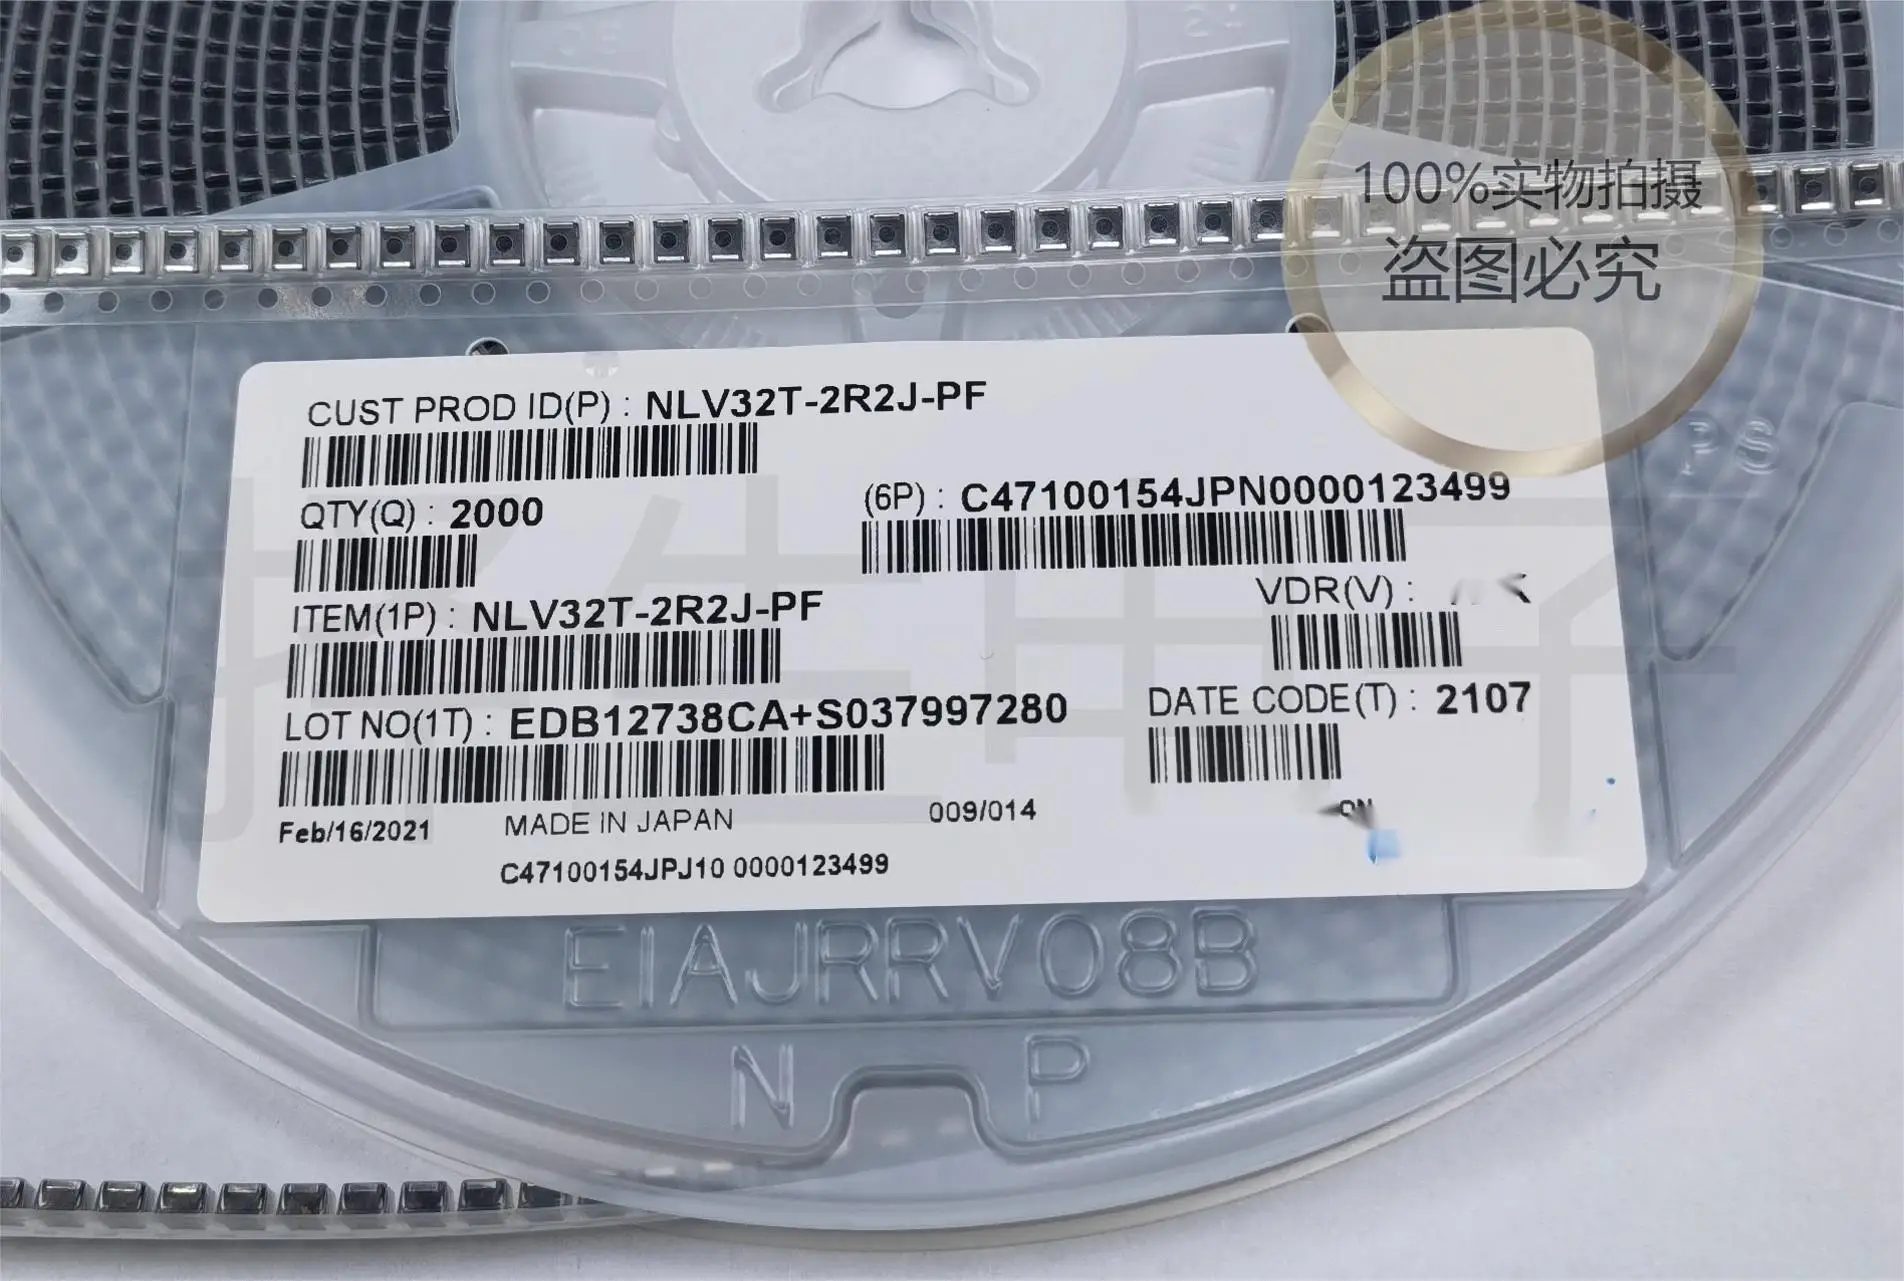 100%实物拍摄
盗图必究
CUST PROD ID(P) : NLV32T-2R2J-PF
QTY(Q) : 2000
(6P) : C47100154JPN0000123499
ITEM(1P) : NLV32T-2R2J-PF
VDR(V) :
LOT NO(1T) : EDB12738CA+S037997280
DATE CODE(T) : 2107
Feb/16/2021
MADE IN JAPAN
009/014
C47100154JPJ10 0000123499
PS
EIAJRRV08B
N P